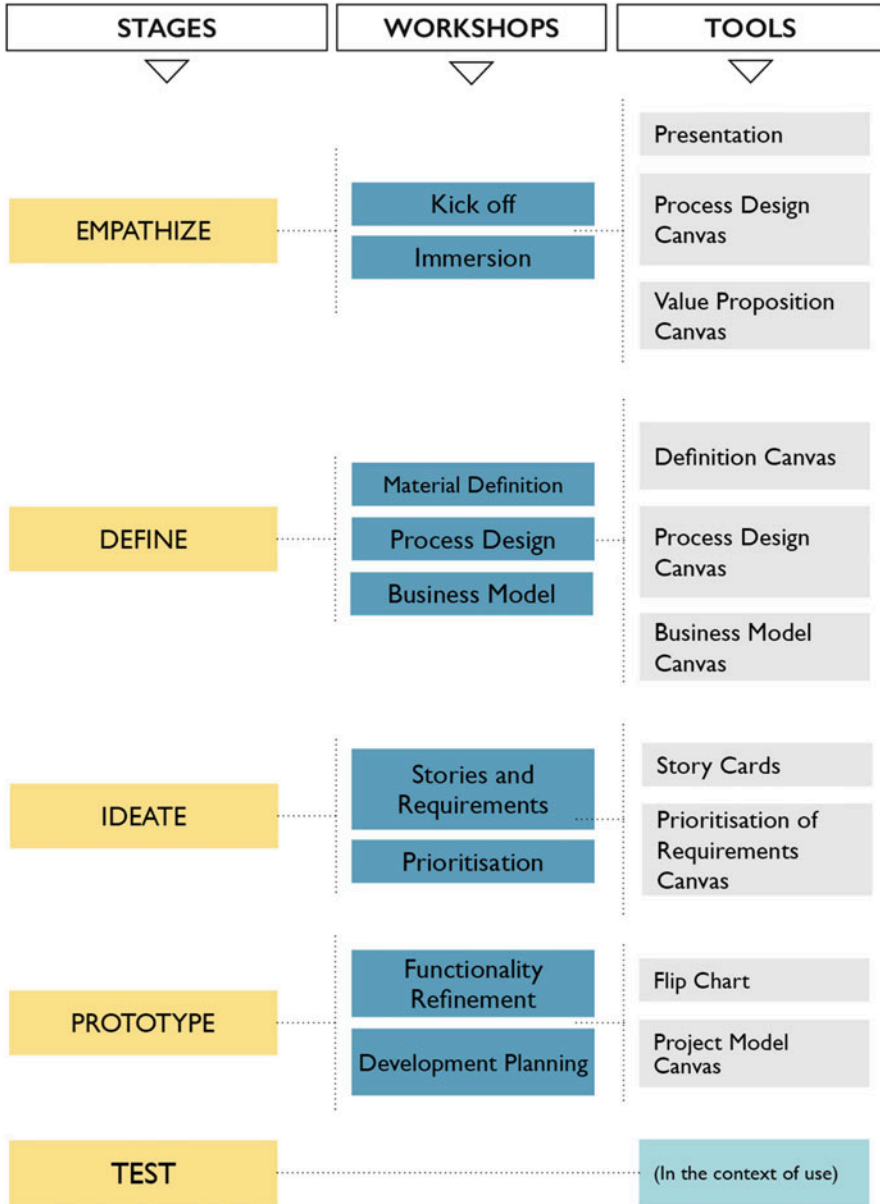 STAGES
WORKSHOPS
TOOLS
EMPATHIZE
Kick off
Immersion
Presentation
Process Design
Canvas
Value Proposition
Canvas
DEFINE
Material Definition
Process Design
Business Model
Definition Canvas
Process Design
Canvas
Business Model
Canvas
IDEATE
Stories and
Requirements
Prioritisation
Story Cards
Prioritisation of
Requirements
Canvas
PROTOTYPE
Functionality
Refinement
Development Planning
Flip Chart
Project Model
Canvas
TEST
(In the context of use)